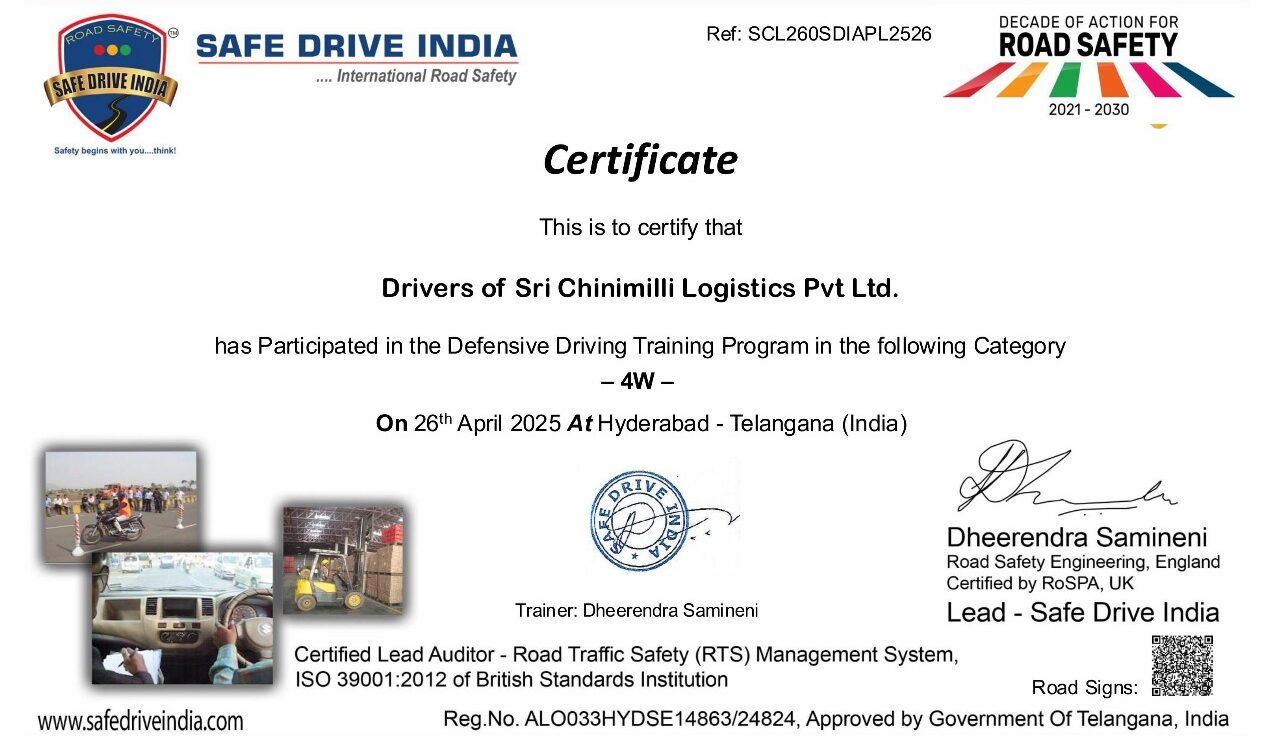 ROAD SAFETY
TM
SAFE DRIVE INDIA
Safety begins with you....think!
SAFE DRIVE INDIA
.... International Road Safety
Ref: SCL260SDIAPL2526
DECADE OF ACTION FOR
ROAD SAFETY
2021 - 2030
Certificate
This is to certify that
Drivers of Sri Chinimilli Logistics Pvt Ltd.
has Participated in the Defensive Driving Training Program in the following Category
– 4W –
On 26th April 2025 At Hyderabad - Telangana (India)
SAFE DRIVE INDIA
Trainer: Dheerendra Samineni
Dheerendra Samineni
Road Safety Engineering, England
Certified by RoSPA, UK
Lead - Safe Drive India
Certified Lead Auditor - Road Traffic Safety (RTS) Management System,
ISO 39001:2012 of British Standards Institution
Road Signs:
www.safedriveindia.com
Reg.No. ALO033HYDSE14863/24824, Approved by Government Of Telangana, India